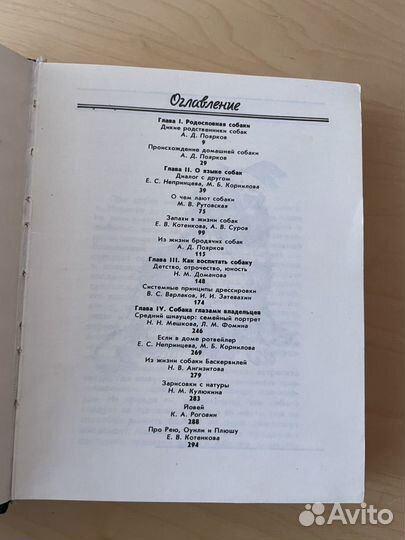 Оглавление
Глава I. Родословная собаки
Дикие родственники собак
А. Д. Поярков
9
Происхождение домашней собаки
А. Д. Поярков
29
Глава II. О языке собак
Диалог с другом
Е. С. Непринцева, М. Б. Корнилова
39
О чем лают собаки
М. В. Рутовская
75
Запахи в жизни собак
Е. В. Котенкова, А. В. Суров
99
Из жизни бродячих собак
А. Д. Поярков
115
Глава III. Как воспитать собаку
Детство, отрочество, юность
Н. М. Доманова
148
Системные принципы дрессировки
В. С. Варлаков, И. И. Затевахин
174
Глава IV. Собака глазами владельцев
Средний шнауцер: семейный портрет
Н. Н. Мешкова, Л. М. Фомина
246
Если в доме ротвейлер
Е. С. Непринцева, М. Б. Корнилова
269
Из жизни собаки Баскервилей
Н. В. Ангизитова
279
Зарисовки с натуры
Н. М. Кулюкина
283
Йовей
К. А. Роговин
288
Про Рею, Оукли и Плюшу
Е. В. Котенкова
294
Avito